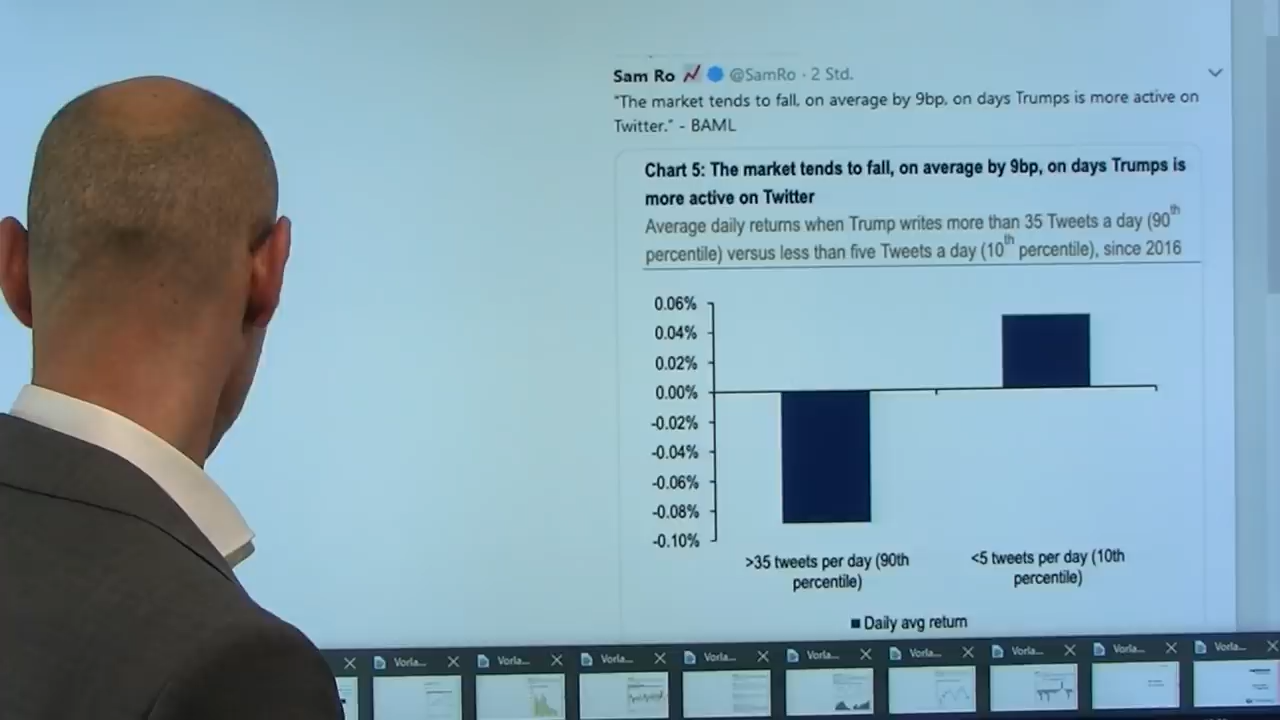 Sam Ro @SamRo · 2 Std.
"The market tends to fall, on average by 9bp, on days Trumps is more active on
Twitter." - BAML
Chart 5: The market tends to fall, on average by 9bp, on days Trumps is
more active on Twitter
Average daily returns when Trump writes more than 35 Tweets a day (90th
percentile) versus less than five Tweets a day (10th percentile), since 2016
0.06%
0.04%
0.02%
0.00%
-0.02%
-0.04%
-0.06%
-0.08%
-0.10%
>35 tweets per day (90th
percentile)
<5 tweets per day (10th
percentile)
Daily avg return
Vorla... Vorla... Vorla... Vorla... Vorla... Vorla... Vorla... Vorla... Vorla...